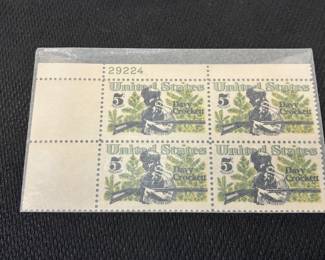 29224
United States
5
Davy
Crockett
United States
5
Davy
Crockett
United States
5
Davy
Crockett
United States
5
Davy
Crockett